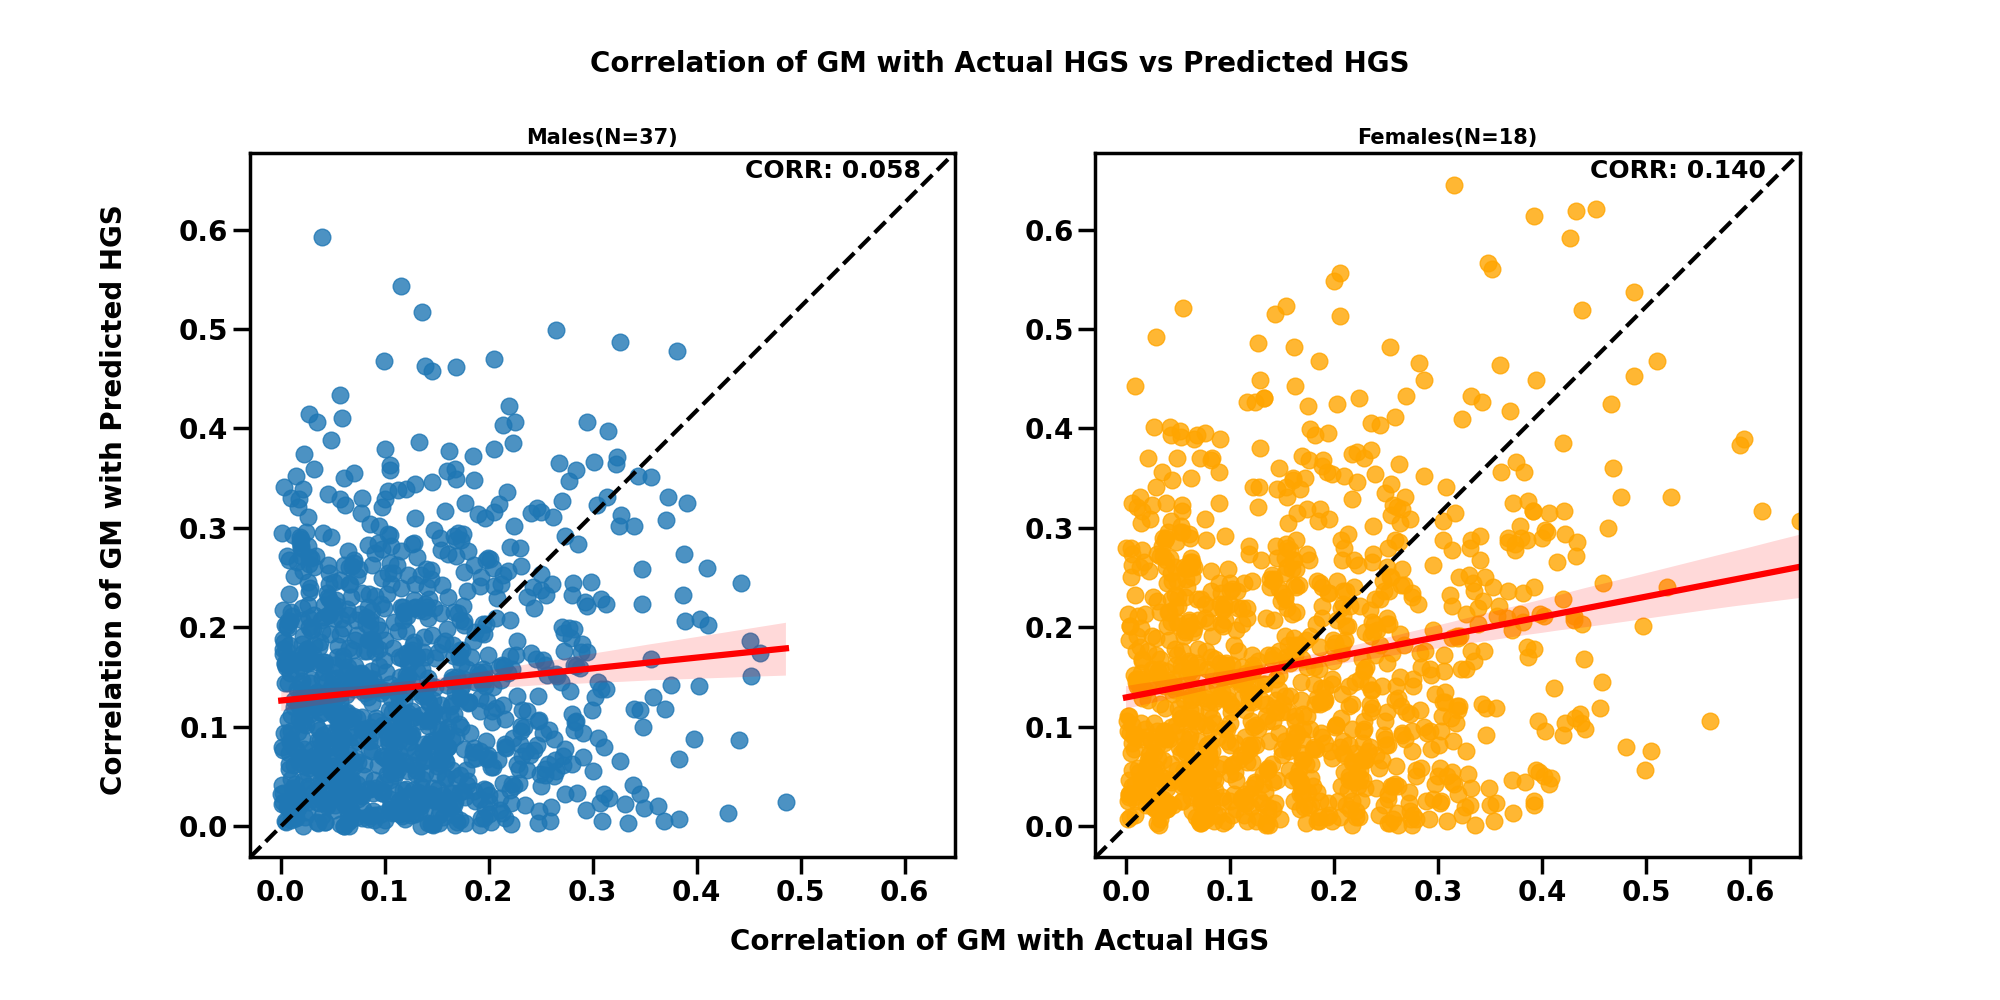 Correlation of GM with Actual HGS vs Predicted HGS
Males(N=37)
CORR: 0.058
Correlation of GM with Predicted HGS
0.6
0.5
0.4
0.3
0.2
0.1
0.0
0.0 0.1 0.2 0.3 0.4 0.5 0.6
Females(N=18)
CORR: 0.140
0.6
0.5
0.4
0.3
0.2
0.1
0.0
0.0 0.1 0.2 0.3 0.4 0.5 0.6
Correlation of GM with Actual HGS